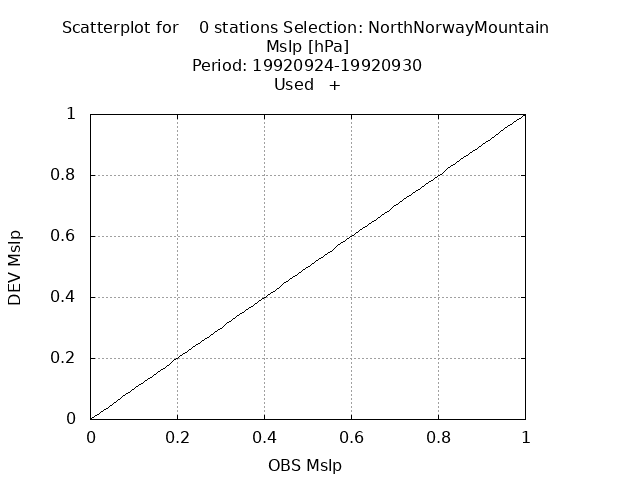 Scatterplot for    0 stations Selection: NorthNorwayMountain
Mslp [hPa]
Period: 19920924-19920930
Used   +
1
0.8
0.6
0.4
0.2
0
DEV Mslp
0 0.2 0.4 0.6 0.8 1
OBS Mslp